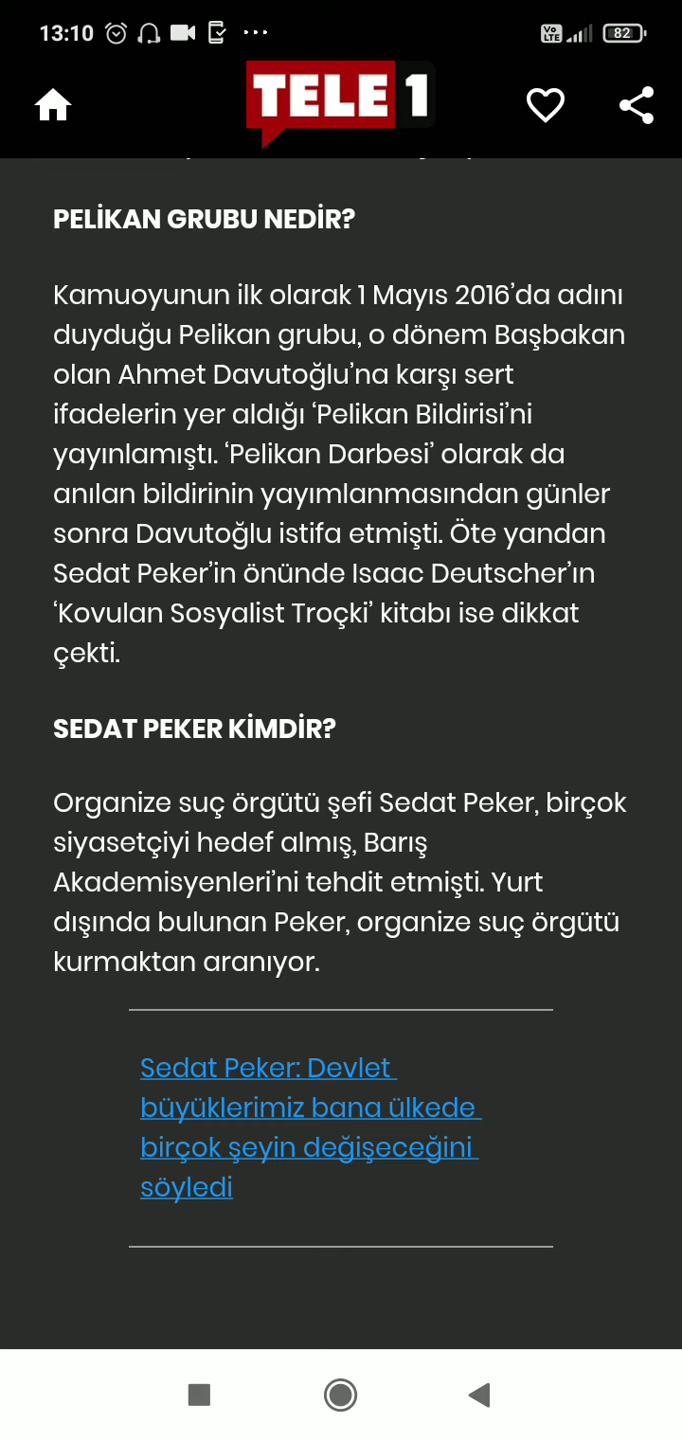 13:10
Vo LTE
82
TELE 1
PELİKAN GRUBU NEDİR?
Kamuoyunun ilk olarak 1 Mayıs 2016’da adını
duyduğu Pelikan grubu, o dönem Başbakan
olan Ahmet Davutoğlu’na karşı sert
ifadelerin yer aldığı ‘Pelikan Bildirisi’ni
yayınlamıştı. ‘Pelikan Darbesi’ olarak da
anılan bildirinin yayımlanmasından günler
sonra Davutoğlu istifa etmişti. Öte yandan
Sedat Peker’in önünde Isaac Deutscher’ın
‘Kovulan Sosyalist Troçki’ kitabı ise dikkat
çekti.
SEDAT PEKER KİMDİR?
Organize suç örgütü şefi Sedat Peker, birçok
siyasetçiyi hedef almış, Barış
Akademisyenleri’ni tehdit etmişti. Yurt
dışında bulunan Peker, organize suç örgütü
kurmaktan aranıyor.
Sedat Peker: Devlet
büyüklerimiz bana ülkede
birçok şeyin değişeceğini
söyledi